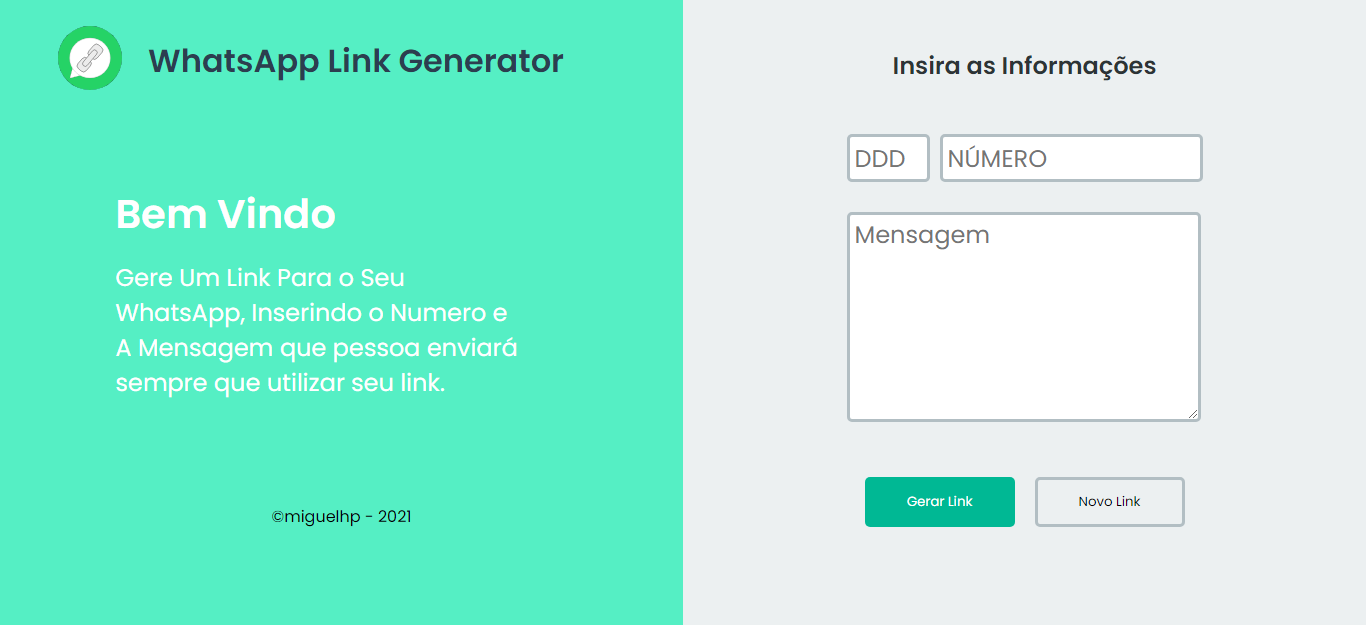 WhatsApp Link Generator
Bem Vindo
Gere Um Link Para o Seu
WhatsApp, Inserindo o Numero e
A Mensagem que pessoa enviará
sempre que utilizar seu link.
©miguelhp - 2021
Insira as Informações
DDD NÚMERO
Mensagem
Gerar Link Novo Link